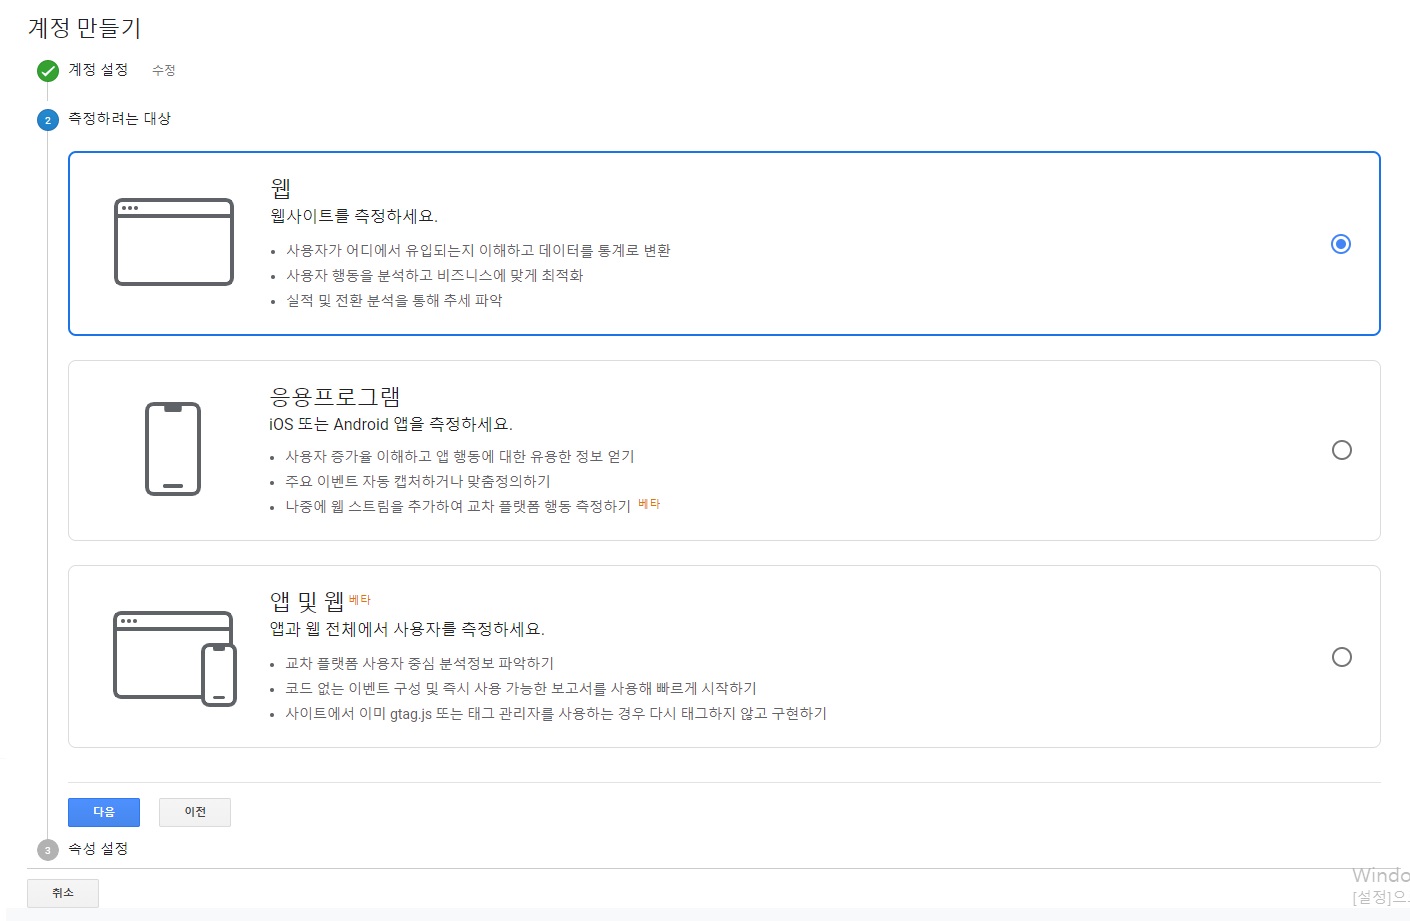 계정 만들기
계정 설정 수정
2 측정하려는 대상
웹
웹사이트를 측정하세요.
• 사용자가 어디에서 유입되는지 이해하고 데이터를 통계로 변환
• 사용자 행동을 분석하고 비즈니스에 맞게 최적화
• 실적 및 전환 분석을 통해 추세 파악
응용프로그램
iOS 또는 Android 앱을 측정하세요.
• 사용자 증가율 이해하고 앱 행동에 대한 유용한 정보 얻기
• 주요 이벤트 자동 캡처하거나 맞춤정의하기
• 나중에 웹 스트림을 추가하여 교차 플랫폼 행동 측정하기 베타
앱 및 웹 베타
앱과 웹 전체에서 사용자를 측정하세요.
• 교차 플랫폼 사용자 중심 분석정보 파악하기
• 코드 없는 이벤트 구성 및 즉시 사용 가능한 보고서를 사용해 빠르게 시작하기
• 사이트에서 이미 gtag.js 또는 태그 관리자를 사용하는 경우 다시 태그하지 않고 구현하기
다음 이전
3 속성 설정
취소
Windo
[설정]으